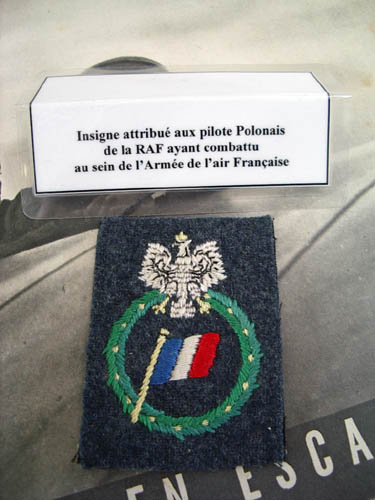 Insigne attribué aux pilote Polonais
de la RAF ayant combattu
au sein de l'Armée de l'air Française
EN ESCA